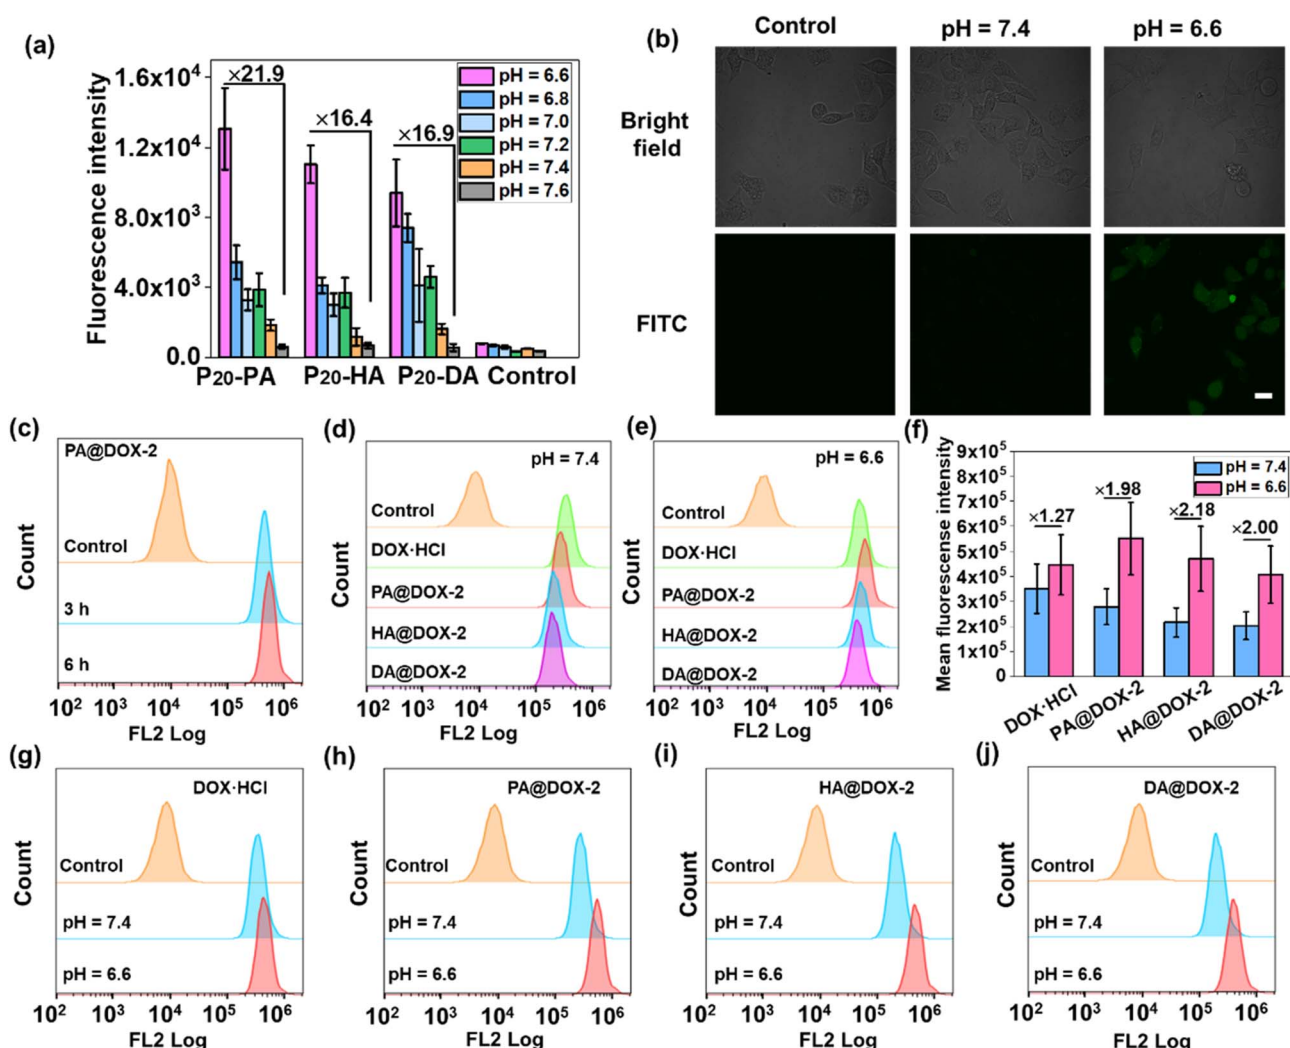 (a)
Fluorescence intensity
1.6x10⁴
1.2x10⁴
8.0x10³
4.0x10³
0.0
×21.9
×16.4
×16.9
pH = 6.6
pH = 6.8
pH = 7.0
pH = 7.2
pH = 7.4
pH = 7.6
P20-PA P20-HA P20-DA Control
(b)
Control pH = 7.4 pH = 6.6
Bright
field
FITC
(c)
PA@DOX-2
Count
Control
3 h
6 h
10² 10³ 10⁴ 10⁵ 10⁶
FL2 Log
(d)
pH = 7.4
Count
Control
DOX·HCl
PA@DOX-2
HA@DOX-2
DA@DOX-2
10² 10³ 10⁴ 10⁵ 10⁶
FL2 Log
(e)
pH = 6.6
Count
Control
DOX·HCl
PA@DOX-2
HA@DOX-2
DA@DOX-2
10² 10³ 10⁴ 10⁵ 10⁶
FL2 Log
(f)
Mean fluorescense intensity
9x10⁵
8x10⁵
7x10⁵
6x10⁵
5x10⁵
4x10⁵
3x10⁵
2x10⁵
1x10⁵
0
pH = 7.4
pH = 6.6
×1.27
×1.98
×2.18
×2.00
DOX·HCl
PA@DOX-2
HA@DOX-2
DA@DOX-2
(g)
DOX·HCl
Count
Control
pH = 7.4
pH = 6.6
10² 10³ 10⁴ 10⁵ 10⁶
FL2 Log
(h)
PA@DOX-2
Count
Control
pH = 7.4
pH = 6.6
10² 10³ 10⁴ 10⁵ 10⁶
FL2 Log
(i)
HA@DOX-2
Count
Control
pH = 7.4
pH = 6.6
10² 10³ 10⁴ 10⁵ 10⁶
FL2 Log
(j)
DA@DOX-2
Count
Control
pH = 7.4
pH = 6.6
10² 10³ 10⁴ 10⁵ 10⁶
FL2 Log